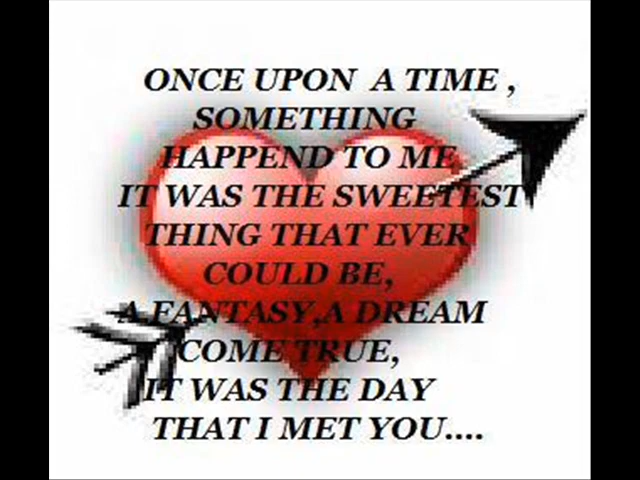 ONCE UPON A TIME ,
SOMETHING
HAPPEND TO ME
IT WAS THE SWEETEST
THING THAT EVER
COULD BE,
A FANTASY,A DREAM
COME TRUE,
IT WAS THE DAY
THAT I MET YOU....